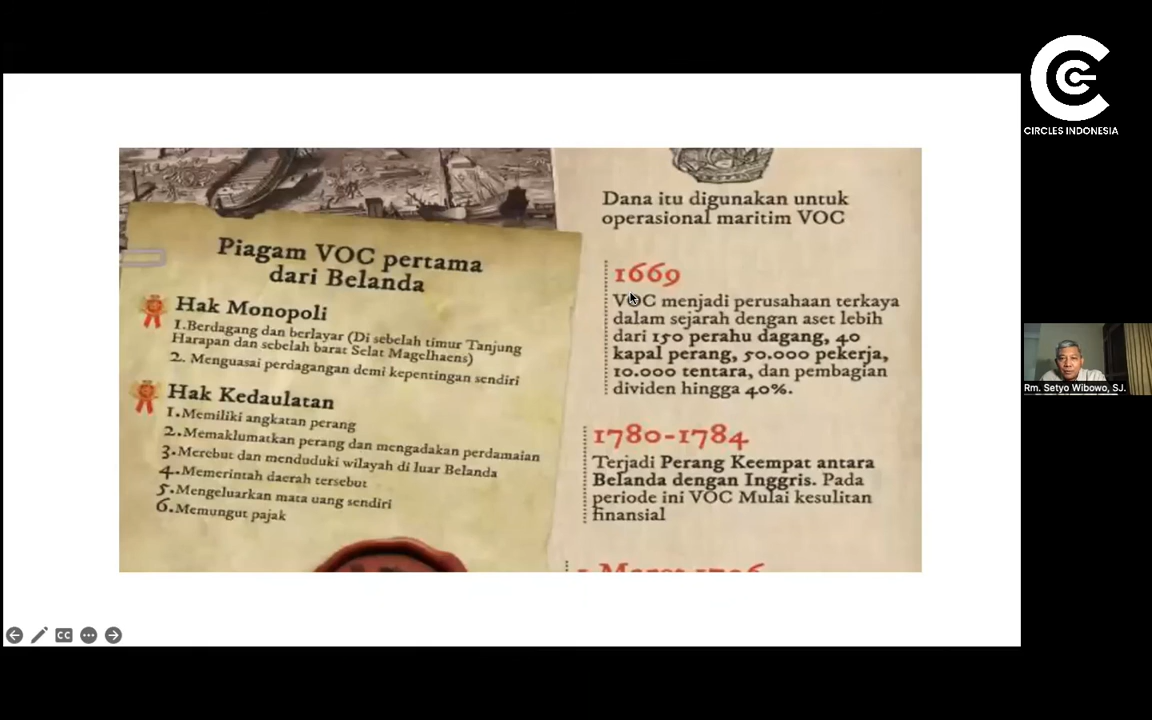 CIRCLES INDONESIA
Piagam VOC pertama
dari Belanda
Hak Monopoli
1.Berdagang dan berlayar (Di sebelah timur Tanjung
Harapan dan sebelah barat Selat Magelhaens)
2. Menguasai perdagangan demi kepentingan sendiri
Hak Kedaulatan
1.Memiliki angkatan perang
2.Memaklumatkan perang dan mengadakan perdamaian
3.Merebut dan menduduki wilayah di luar Belanda
4.Memerintah daerah tersebut
5.Mengeluarkan mata uang sendiri
6.Memungut pajak
Dana itu digunakan untuk
operasional maritim VOC
1669
VOC menjadi perusahaan terkaya
dalam sejarah dengan aset lebih
dari 150 perahu dagang, 40
kapal perang, 50.000 pekerja,
10.000 tentara, dan pembagian
dividen hingga 40%.
1780-1784
Terjadi Perang Keempat antara
Belanda dengan Inggris. Pada
periode ini VOC Mulai kesulitan
finansial
Rm. Setyo Wibowo, SJ.
CC